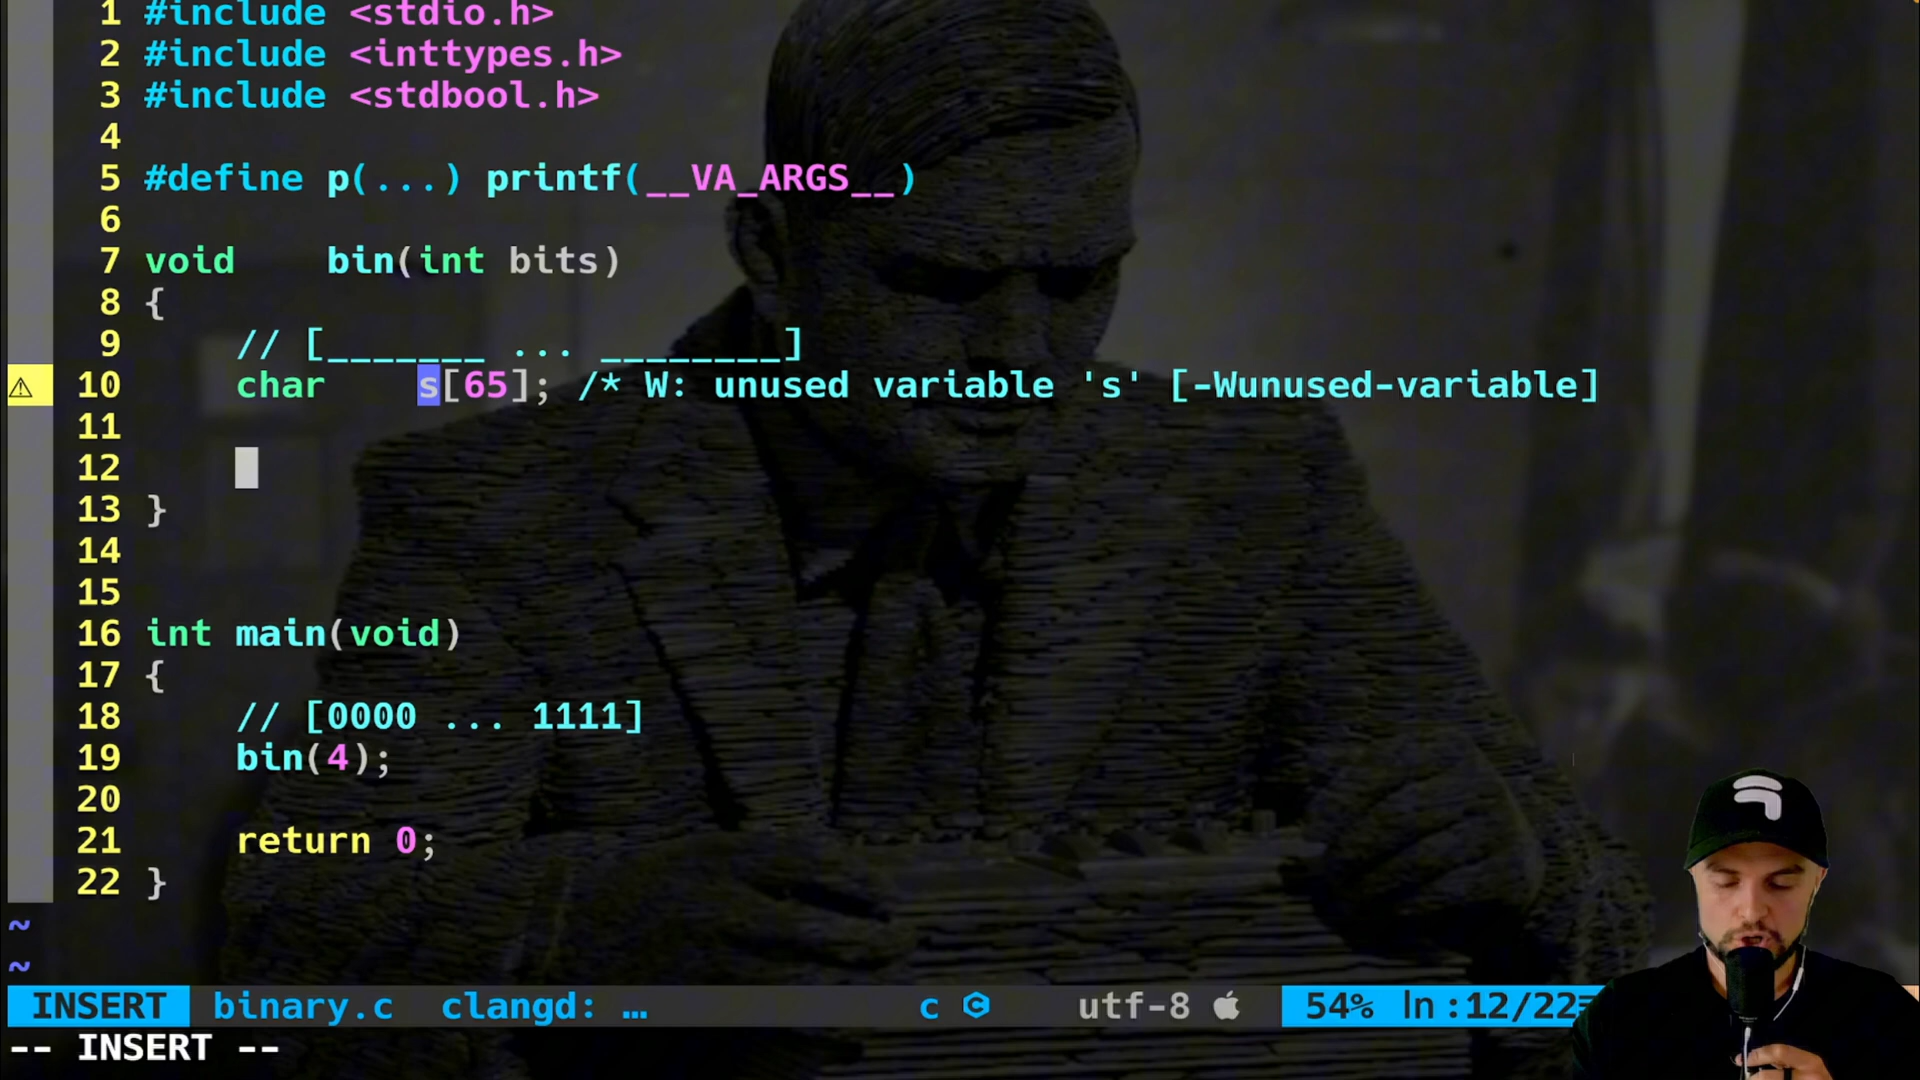 1 #include <stdio.h>
2 #include <inttypes.h>
3 #include <stdbool.h>
4
5 #define p(...) printf(__VA_ARGS__)
6
7 void    bin(int bits)
8 {
9     // [_______ ... ________]
10     char    s[65]; /* W: unused variable 's' [-Wunused-variable]
11
12
13 }
14
15
16 int main(void)
17 {
18     // [0000 ... 1111]
19     bin(4);
20
21     return 0;
22 }
~
~
INSERT binary.c clangd: … c utf-8 54% ln :12/22
-- INSERT --